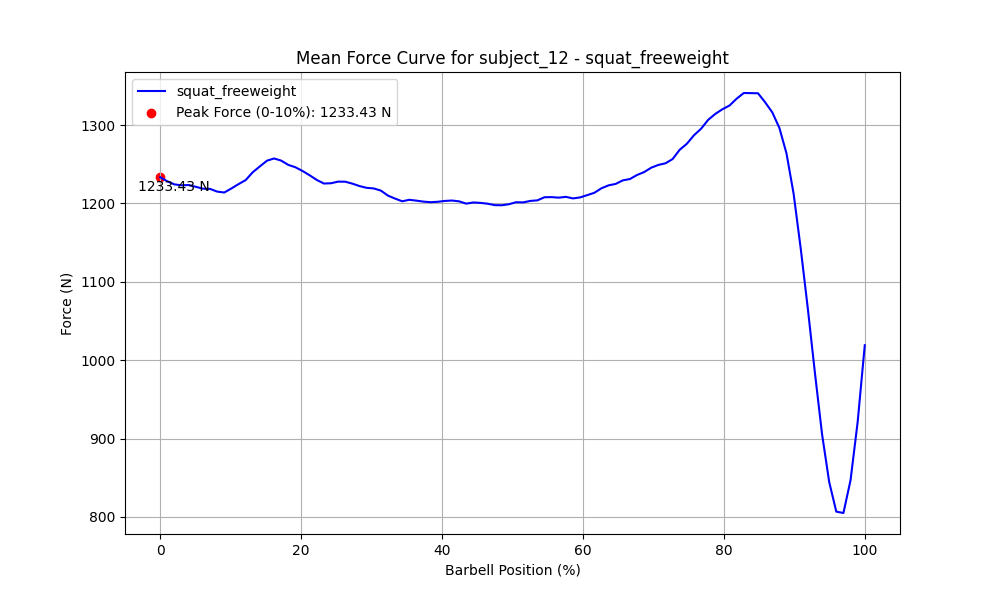 Mean Force Curve for subject_12 - squat_freeweight
squat_freeweight
Peak Force (0-10%): 1233.43 N
1233.43 N
Force (N)
1300
1200
1100
1000
900
800
0 20 40 60 80 100
Barbell Position (%)